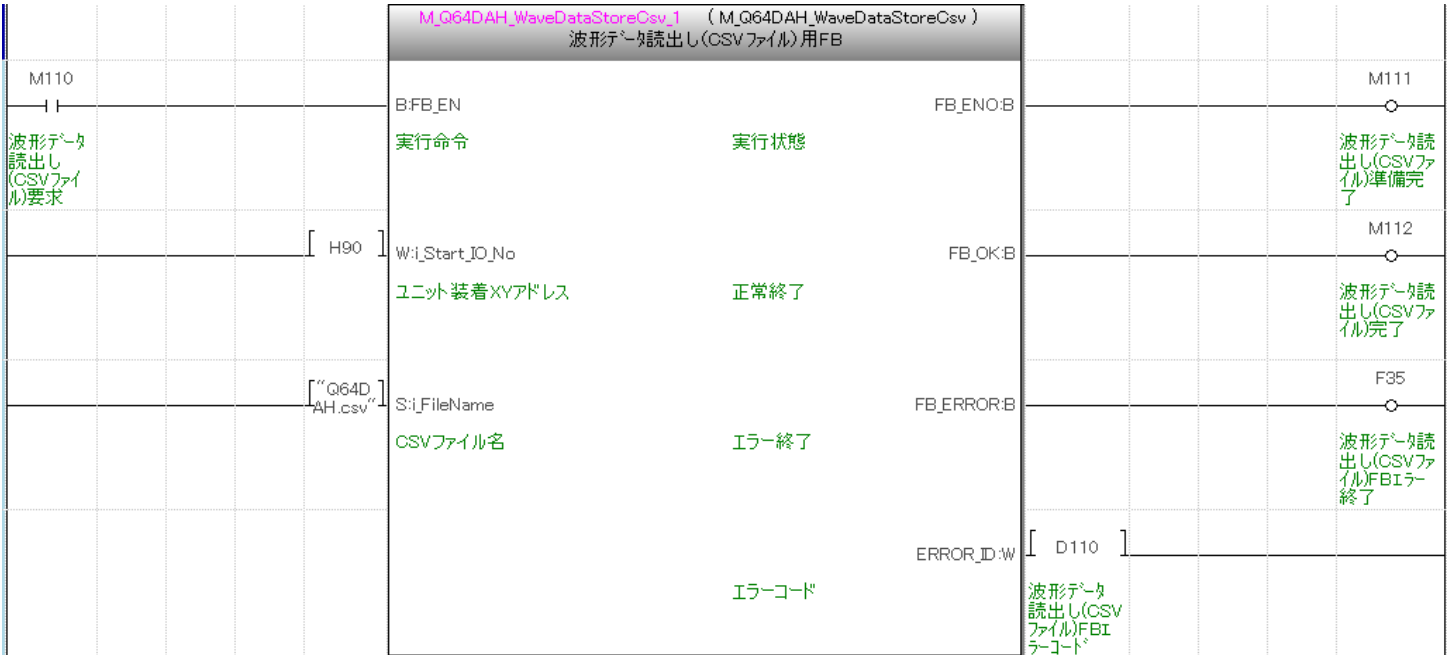 M_Q64DAH_WaveDataStoreCsv_1 (M_Q64DAH_WaveDataStoreCsv)
波形ﾃﾞｰﾀ読出し(CSVﾌｧｲﾙ)用FB
M110
B:FB_EN
FB_ENO:B
M111
波形ﾃﾞｰﾀ
読出し
(CSVﾌｧｲ
ﾙ)要求
実行命令
実行状態
波形ﾃﾞｰﾀ読
出し(CSVﾌｧ
ｲﾙ)準備完
了
H90
W:i_Start_IO_No
FB_OK:B
M112
ユニット装着XYアドレス
正常終了
波形ﾃﾞｰﾀ読
出し(CSVﾌｧ
ｲﾙ)完了
"Q64D
AH.csv"
S:i_FileName
FB_ERROR:B
F35
CSVファイル名
エラー終了
波形ﾃﾞｰﾀ読
出し(CSVﾌｧ
ｲﾙ)FBｴﾗｰ
終了
ERROR_ID:W
D110
エラーコード
波形ﾃﾞｰﾀ
読出し(CSV
ﾌｧｲﾙ)FBｴ
ﾗｰｺｰﾄﾞ